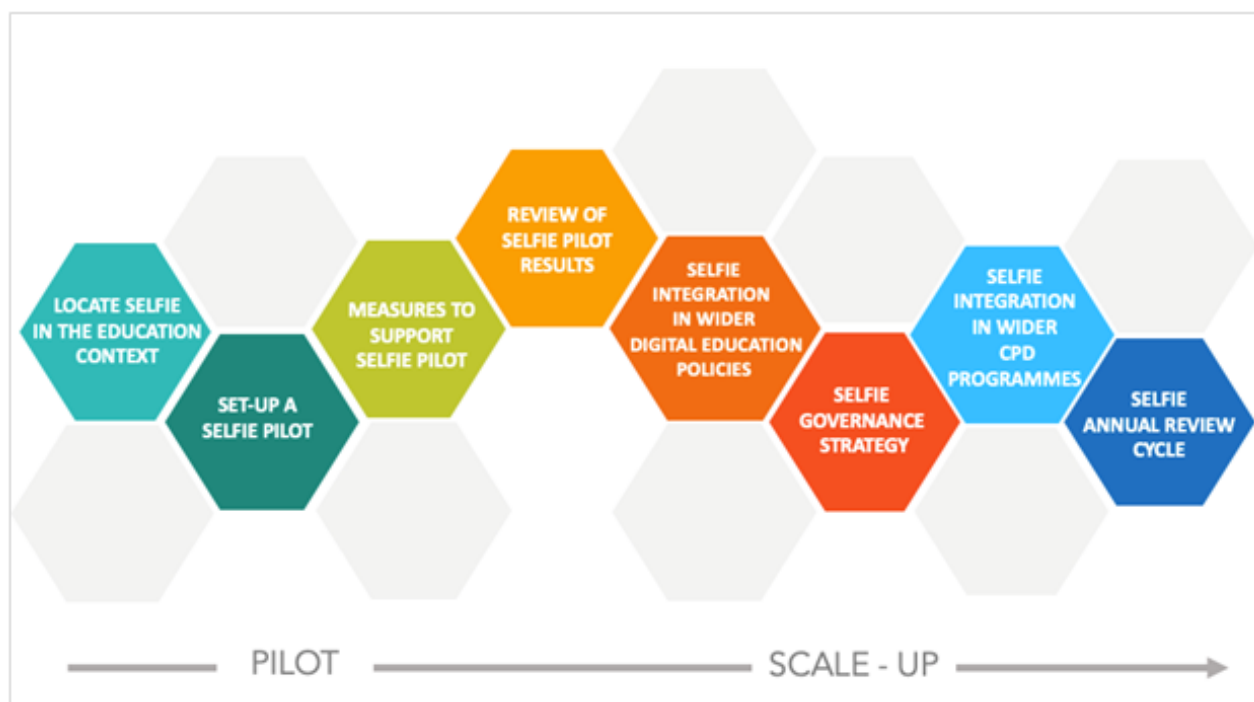 LOCATE SELFIE
IN THE EDUCATION
CONTEXT
SET-UP A
SELFIE PILOT
MEASURES TO
SUPPORT
SELFIE PILOT
REVIEW OF
SELFIE PILOT
RESULTS
SELFIE
INTEGRATION
IN WIDER
DIGITAL EDUCATION
POLICIES
SELFIE
GOVERNANCE
STRATEGY
SELFIE
INTEGRATION
IN WIDER
CPD
PROGRAMMES
SELFIE
ANNUAL REVIEW
CYCLE
PILOT
SCALE - UP